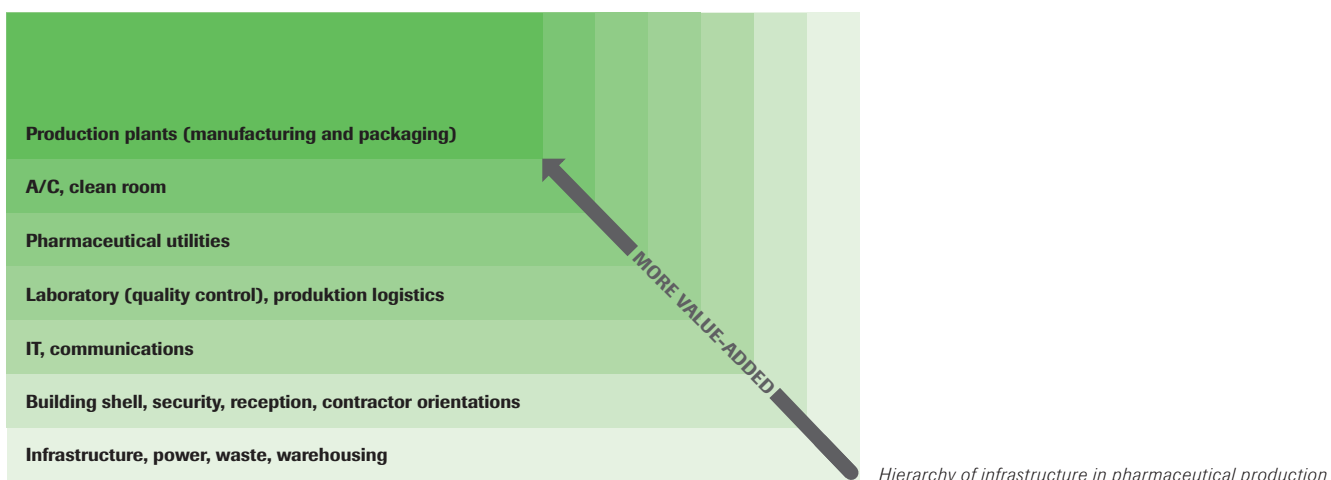 Production plants (manufacturing and packaging)
A/C, clean room
Pharmaceutical utilities
Laboratory (quality control), produktion logistics
IT, communications
Building shell, security, reception, contractor orientations
Infrastructure, power, waste, warehousing
MORE VALUE-ADDED
Hierarchy of infrastructure in pharmaceutical production